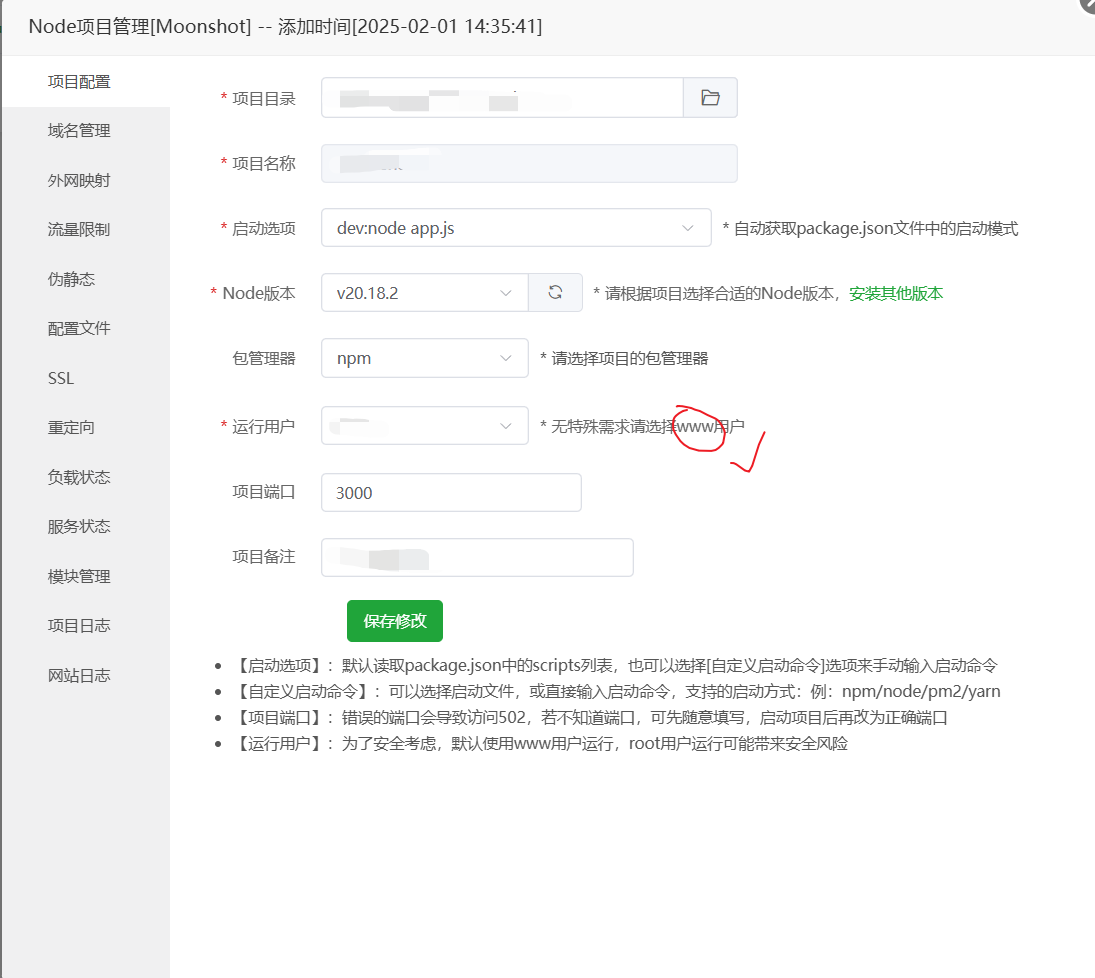 Node项目管理[Moonshot] -- 添加时间[2025-02-01 14:35:41]
项目配置
域名管理
外网映射
流量限制
伪静态
配置文件
SSL
重定向
负载状态
服务状态
模块管理
项目日志
网站日志
* 项目目录
* 项目名称
* 启动选项 dev:node app.js * 自动获取package.json文件中的启动模式
* Node版本 v20.18.2 * 请根据项目选择合适的Node版本，安装其他版本
包管理器 npm * 请选择项目的包管理器
* 运行用户 * 无特殊需求请选择www用户
项目端口 3000
项目备注
保存修改
• 【启动选项】：默认读取package.json中的scripts列表，也可以选择[自定义启动命令]选项来手动输入启动命令
• 【自定义启动命令】：可以选择启动文件，或直接输入启动命令，支持的启动方式：例：npm/node/pm2/yarn
• 【项目端口】：错误的端口会导致访问502，若不知道端口，可先随意填写，启动项目后再改为正确端口
• 【运行用户】：为了安全考虑，默认使用www用户运行，root用户运行可能带来安全风险